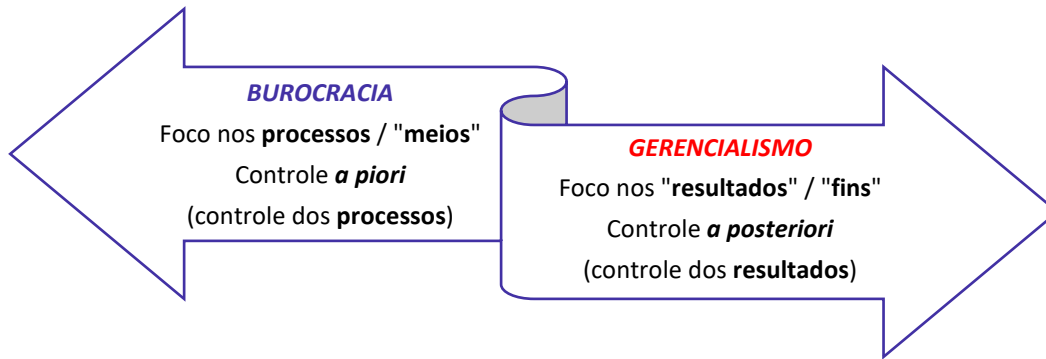 BUROCRACIA
Foco nos processos / "meios"
Controle a piori
(controle dos processos)
GERENCIALISMO
Foco nos "resultados" / "fins"
Controle a posteriori
(controle dos resultados)